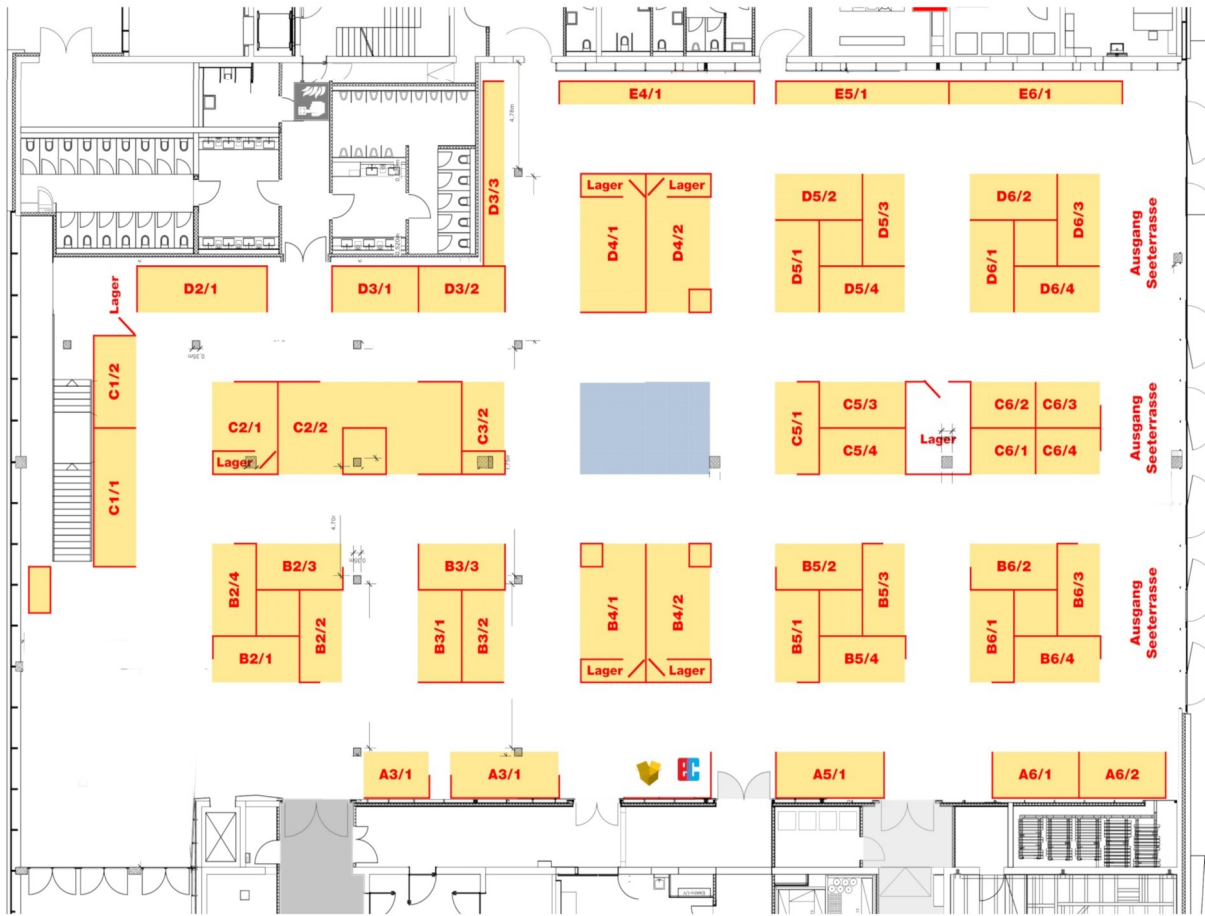 E4/1
E5/1
E6/1
4,78m
D3/3
Lager
Lager
D4/1
D4/2
D5/2
D5/3
D5/1
D5/4
D6/2
D6/3
D6/1
D6/4
Ausgang
Seeterrasse
D2/1
D3/1
D3/2
Lager
0,35m
C1/2
C1/1
C2/1
C2/2
Lager
C3/2
C5/1
C5/3
C5/4
Lager
C6/2
C6/3
C6/1
C6/4
Ausgang
Seeterrasse
B2/4
B2/3
B2/2
B2/1
0,35m
B3/3
B3/1
B3/2
B4/1
B4/2
Lager
Lager
B5/2
B5/3
B5/1
B5/4
B6/2
B6/3
B6/1
B6/4
Ausgang
Seeterrasse
A3/1
A3/1
ec
A5/1
A6/1
A6/2